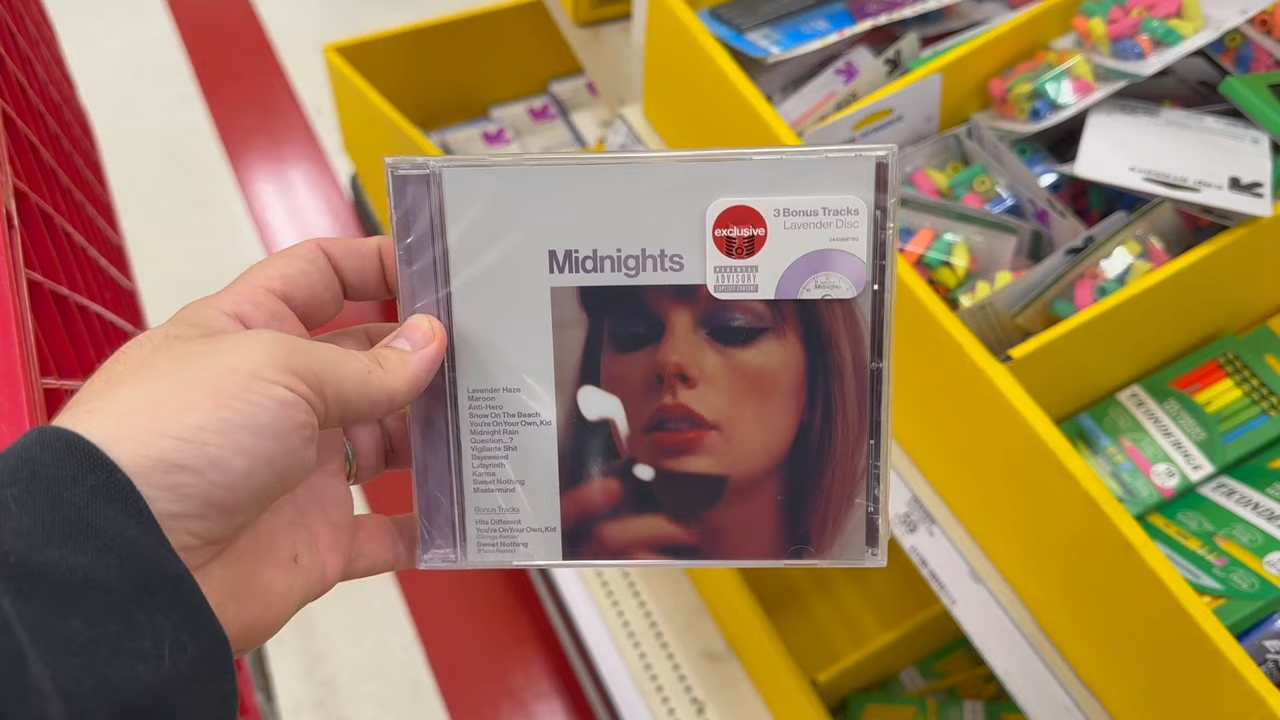 Midnights
exclusive
3 Bonus Tracks
Lavender Disc
PARENTAL
ADVISORY
EXPLICIT CONTENT
Midnights
Lavender Haze
Maroon
Anti-Hero
Snow On The Beach
You're On Your Own, Kid
Midnight Rain
Question...?
Vigilante Shit
Bejeweled
Labyrinth
Karma
Sweet Nothing
Mastermind
Bonus Tracks
Hits Different
You're On Your Own, Kid
(Strings Remix)
Sweet Nothing
(Piano Remix)
TICONDEROGA